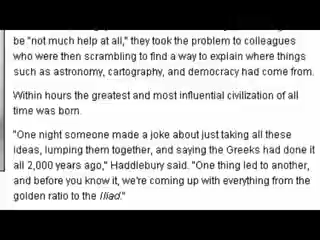 be "not much help at all," they took the problem to colleagues
who were then scrambling to find a way to explain where things
such as astronomy, cartography, and democracy had come from.
Within hours the greatest and most influential civilization of all
time was born.
"One night someone made a joke about just taking all these
ideas, lumping them together, and saying the Greeks had done it
all 2,000 years ago," Haddlebury said. "One thing led to another,
and before you know it, we're coming up with everything from the
golden ratio to the Iliad."